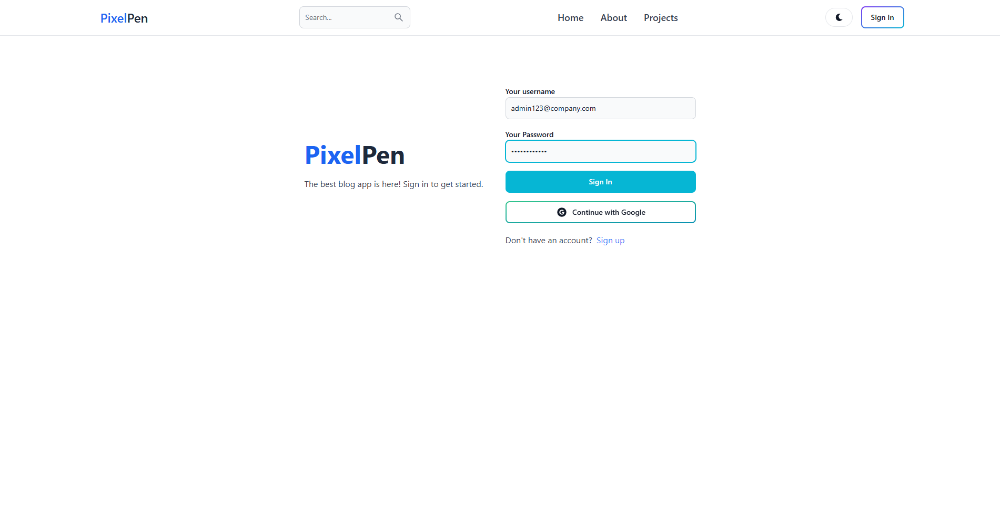 PixelPen
Search...
Home
About
Projects
Sign In
PixelPen
The best blog app is here! Sign in to get started.
Your username
admin123@company.com
Your Password
••••••••••••
Sign In
Continue with Google
Don't have an account? Sign up